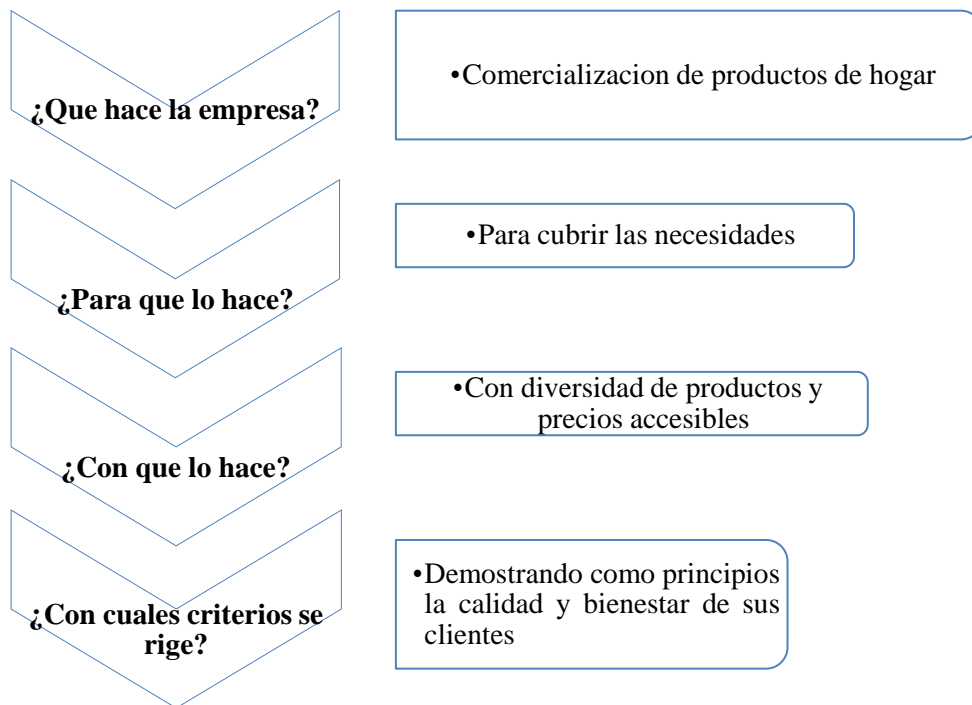 ¿Que hace la empresa?
•Comercializacion de productos de hogar
¿Para que lo hace?
•Para cubrir las necesidades
¿Con que lo hace?
•Con diversidad de productos y
precios accesibles
¿Con cuales criterios se
rige?
•Demostrando como principios
la calidad y bienestar de sus
clientes